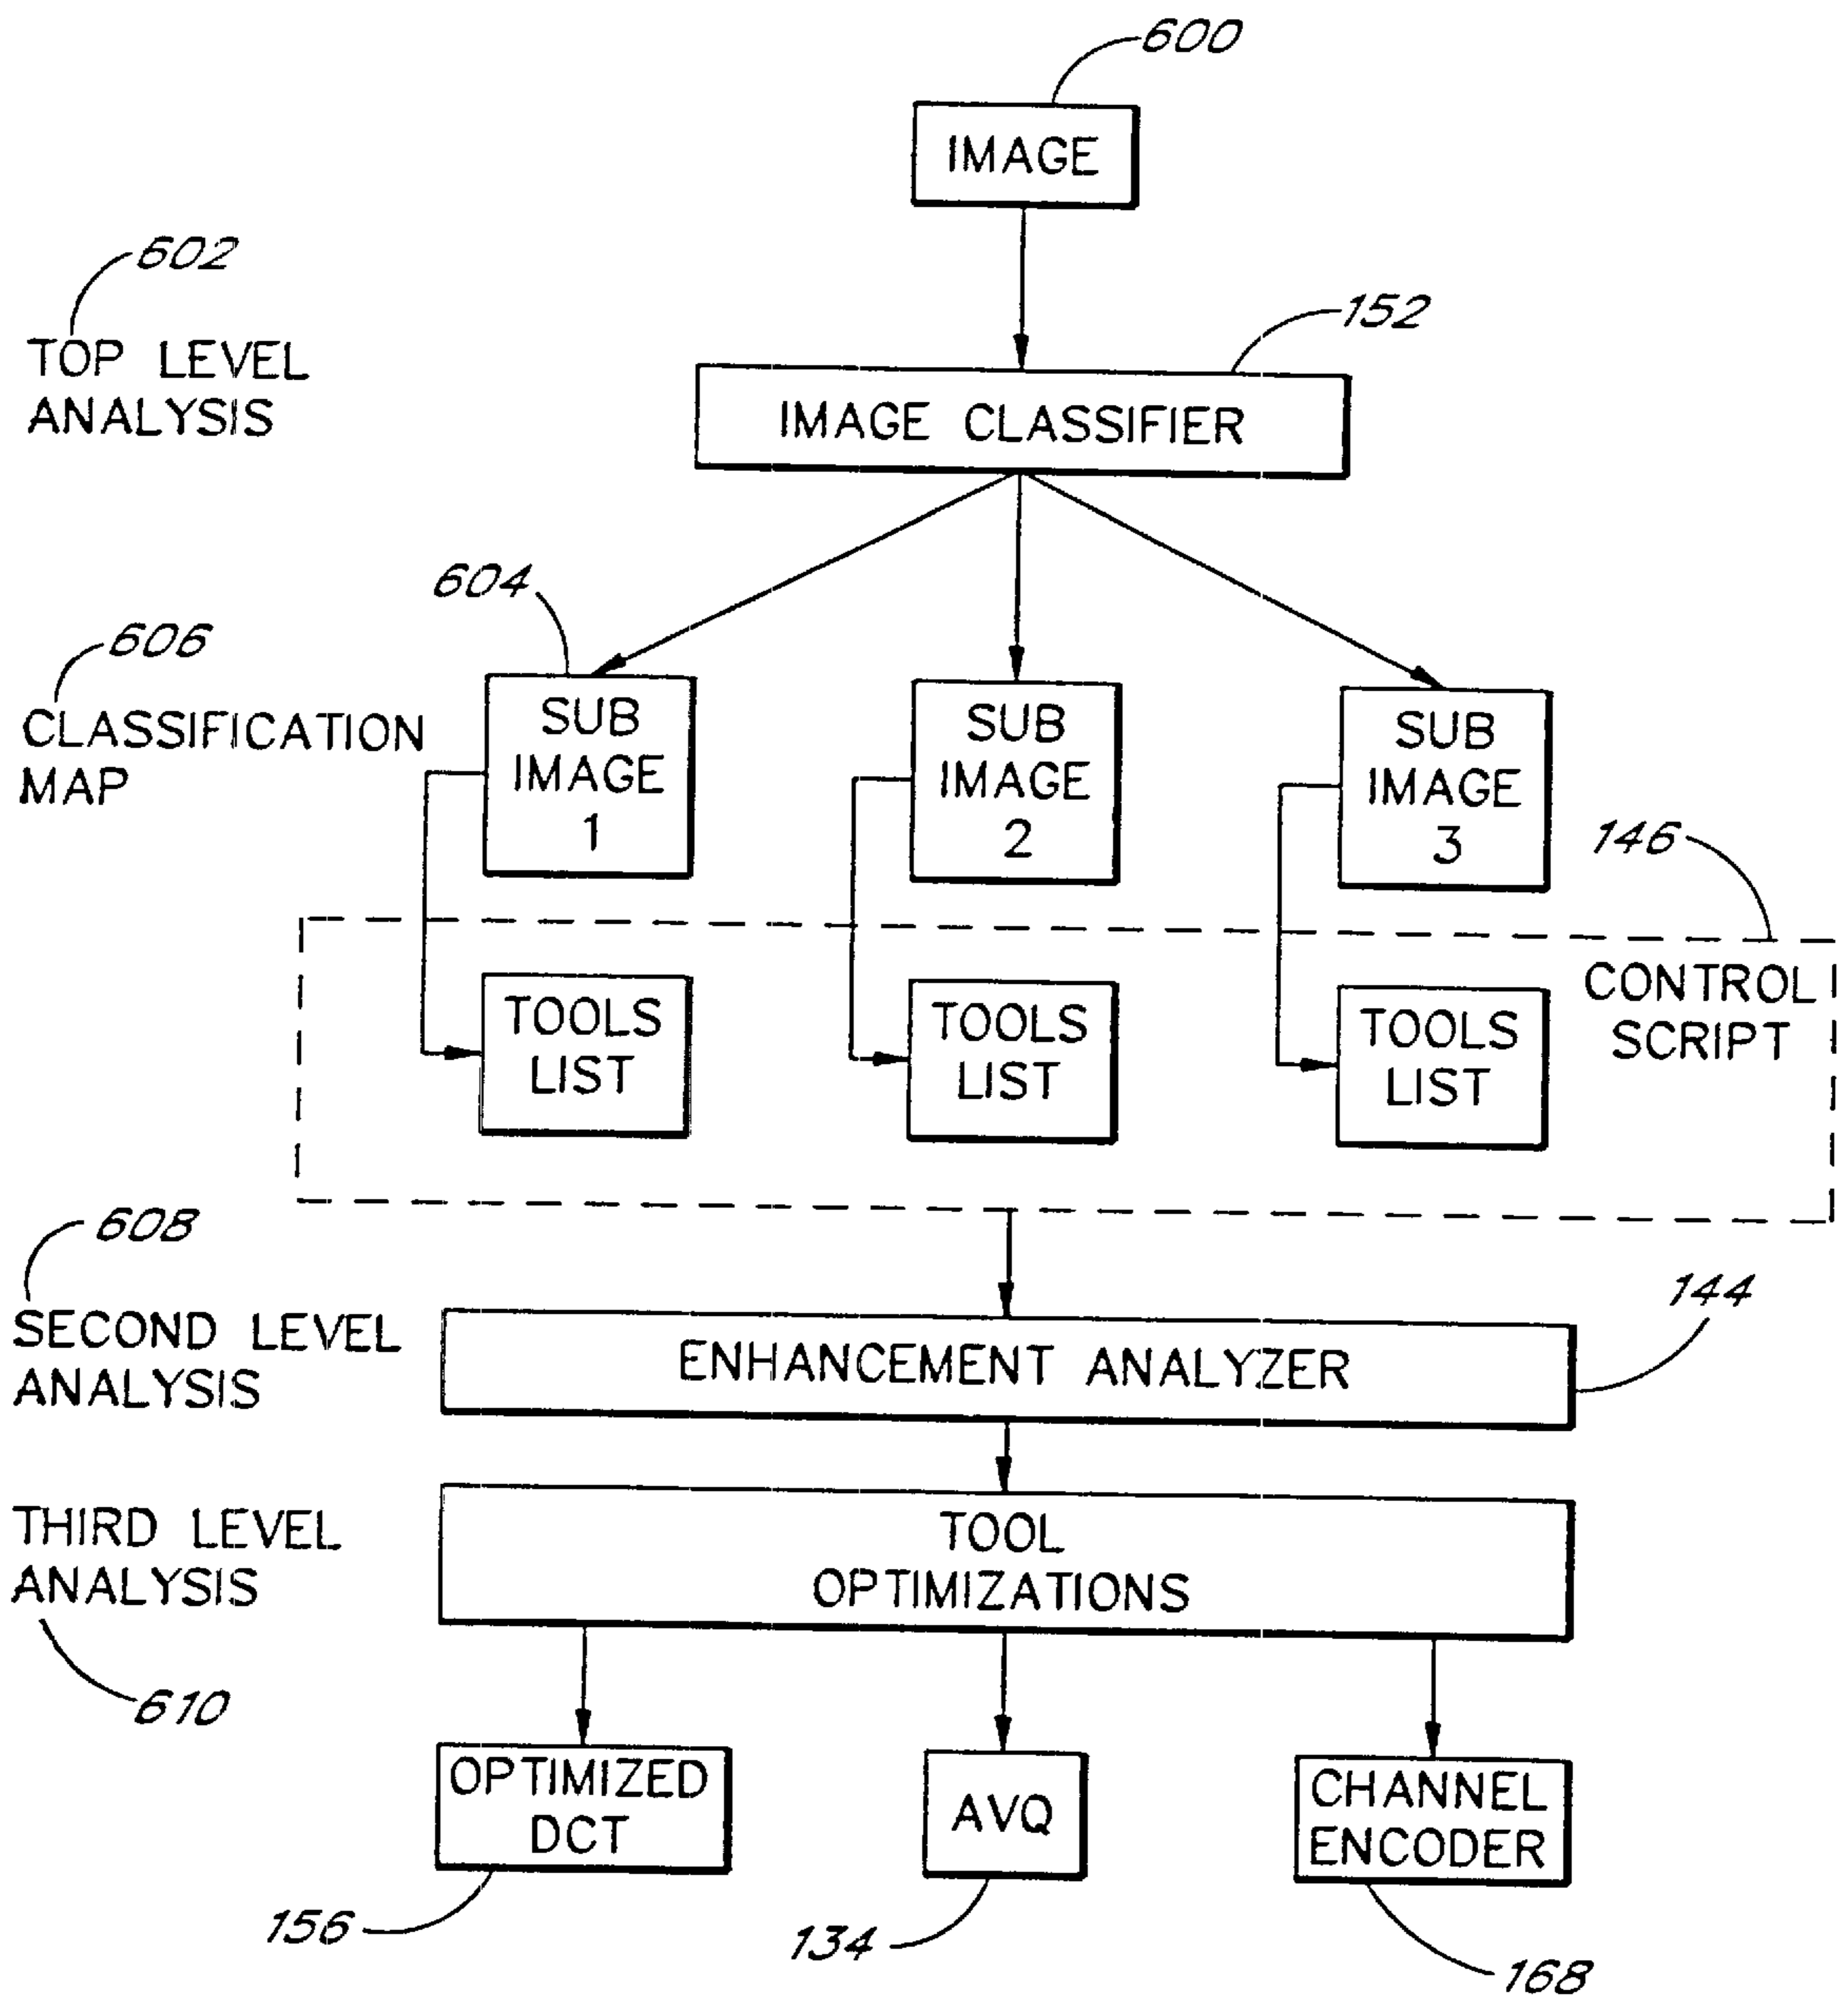 600
IMAGE
602
TOP LEVEL
ANALYSIS
152
IMAGE CLASSIFIER
604
606
CLASSIFICATION
MAP
SUB
IMAGE
1
SUB
IMAGE
2
SUB
IMAGE
3
146
CONTROL
SCRIPT
TOOLS
LIST
TOOLS
LIST
TOOLS
LIST
608
SECOND LEVEL
ANALYSIS
144
ENHANCEMENT ANALYZER
THIRD LEVEL
ANALYSIS
610
TOOL
OPTIMIZATIONS
OPTIMIZED
DCT
AVQ
CHANNEL
ENCODER
156
134
168